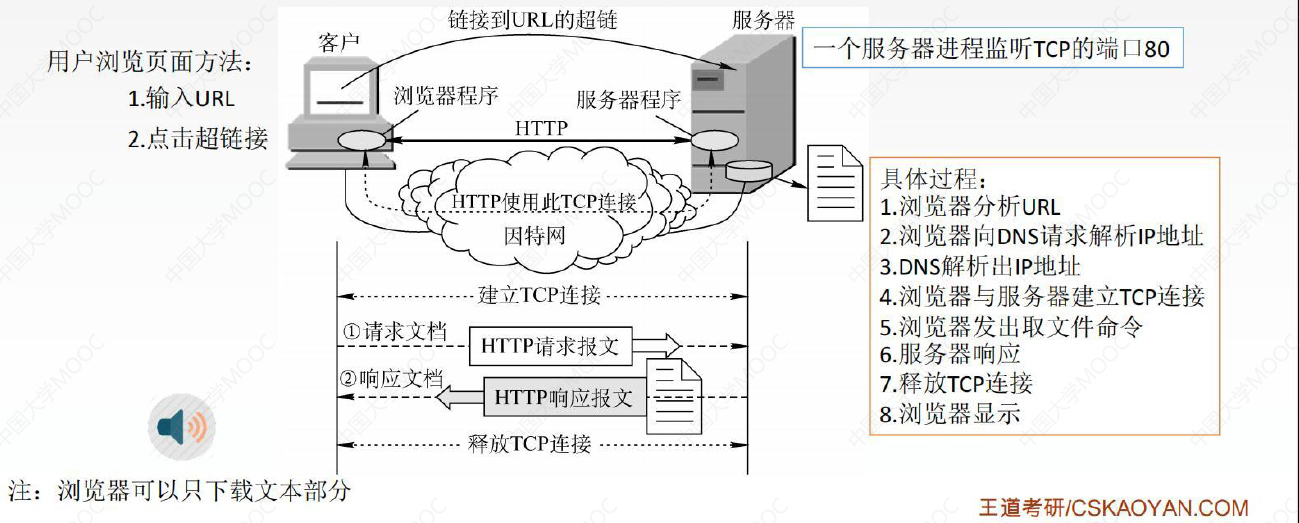 链接到URL的超链
客户
服务器
用户浏览页面方法：
1.输入URL
2.点击超链接
一个服务器进程监听TCP的端口80
浏览器程序
服务器程序
HTTP
HTTP使用此TCP连接
因特网
建立TCP连接
①请求文档
HTTP请求报文
②响应文档
HTTP响应报文
释放TCP连接
具体过程：
1.浏览器分析URL
2.浏览器向DNS请求解析IP地址
3.DNS解析出IP地址
4.浏览器与服务器建立TCP连接
5.浏览器发出取文件命令
6.服务器响应
7.释放TCP连接
8.浏览器显示
注：浏览器可以只下载文本部分
王道考研/CSKAOYAN.COM
中国大学MOOC